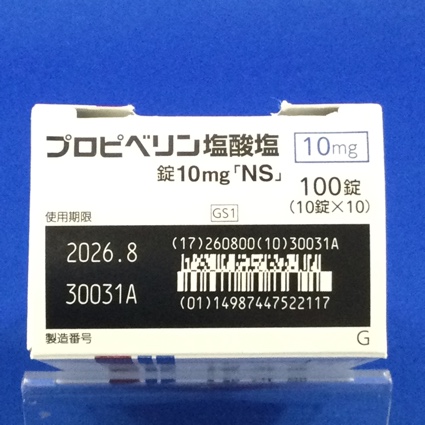 プロピベリン塩酸塩 10mg
錠10mg「NS」
100錠
(10錠×10)
使用期限
GS1
2026.8
(17)260800(10)30031A
30031A
(01)14987447522117
製造番号
G